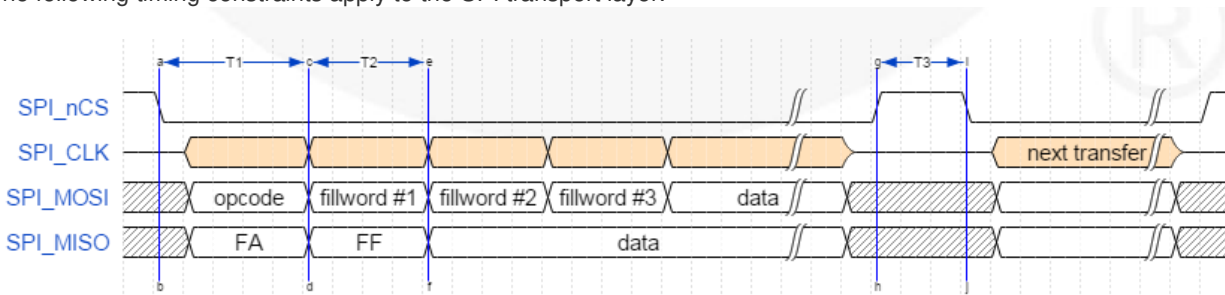 The following timing constraints apply to the SPI transport layer:
a T1 c T2 e g T3 i
SPI_nCS
SPI_CLK next transfer
SPI_MOSI opcode fillword #1 fillword #2 fillword #3 data
SPI_MISO FA FF data
b d f h j
®